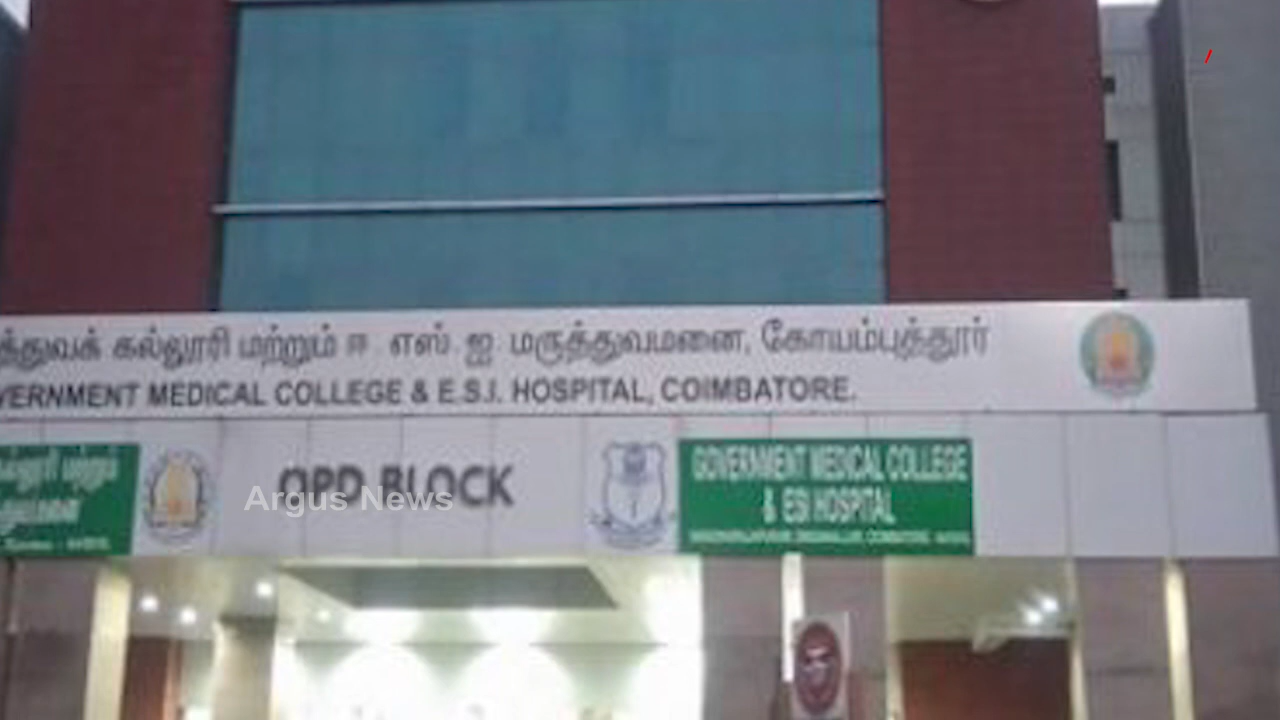 த்துவக் கல்லூரி மற்றும் ஈ. எஸ். ஐ மருத்துவமனை, கோயம்புத்தூர்
VERNMENT MEDICAL COLLEGE & E.S.I. HOSPITAL, COIMBATORE.
OPD BLOCK
Argus News
GOVERNMENT MEDICAL COLLEGE
& ESI HOSPITAL